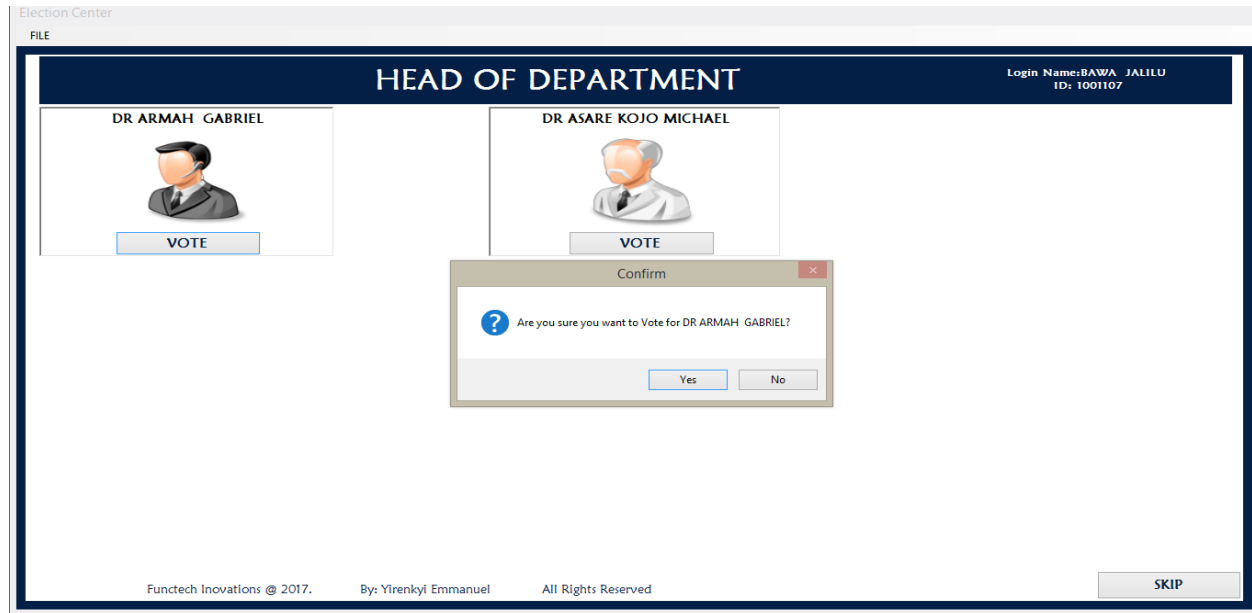 Election Center
FILE
HEAD OF DEPARTMENT
Login Name:BAWA JALILU
ID: 1001107
DR ARMAH GABRIEL
VOTE
DR ASARE KOJO MICHAEL
VOTE
Confirm
Are you sure you want to Vote for DR ARMAH GABRIEL?
Yes No
Functech Inovations @ 2017. By: Yirenkyi Emmanuel All Rights Reserved
SKIP